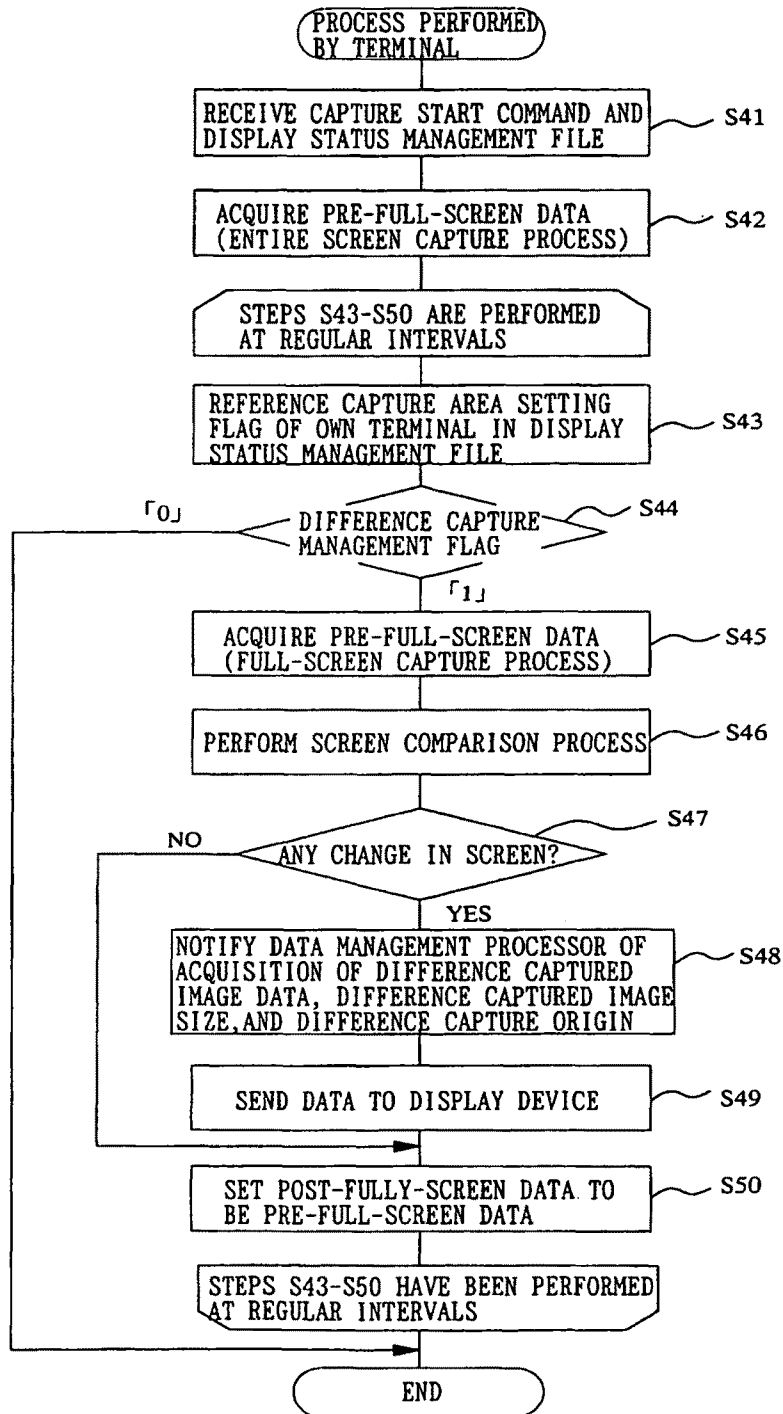 PROCESS PERFORMED
BY TERMINAL
RECEIVE CAPTURE START COMMAND AND
DISPLAY STATUS MANAGEMENT FILE
S41
ACQUIRE PRE-FULL-SCREEN DATA
(ENTIRE SCREEN CAPTURE PROCESS)
S42
STEPS S43-S50 ARE PERFORMED
AT REGULAR INTERVALS
REFERENCE CAPTURE AREA SETTING
FLAG OF OWN TERMINAL IN DISPLAY
STATUS MANAGEMENT FILE
S43
「0」
DIFFERENCE CAPTURE
MANAGEMENT FLAG
S44
「1」
ACQUIRE PRE-FULL-SCREEN DATA
(FULL-SCREEN CAPTURE PROCESS)
S45
PERFORM SCREEN COMPARISON PROCESS
S46
NO
ANY CHANGE IN SCREEN?
S47
YES
NOTIFY DATA MANAGEMENT PROCESSOR OF
ACQUISITION OF DIFFERENCE CAPTURED
IMAGE DATA, DIFFERENCE CAPTURED IMAGE
SIZE,AND DIFFERENCE CAPTURE ORIGIN
S48
SEND DATA TO DISPLAY DEVICE
S49
SET POST-FULLY-SCREEN DATA TO
BE PRE-FULL-SCREEN DATA
S50
STEPS S43-S50 HAVE BEEN PERFORMED
AT REGULAR INTERVALS
END